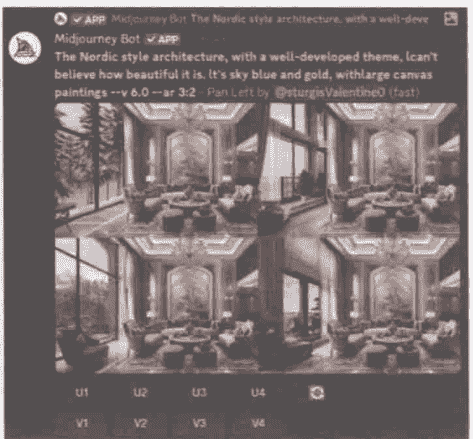 APP Midjourney Bot The Nordic style architecture, with a well-deve
Midjourney Bot APP
The Nordic style architecture, with a well-developed theme, lcan't
believe how beautiful it is. lt's sky blue and gold, withlarge canvas
paintings --v 6.0 --ar 3:2 - Pan Left by @sturgisValentine0 (fast)
U1 U2 U3 U4
V1 V2 V3 V4